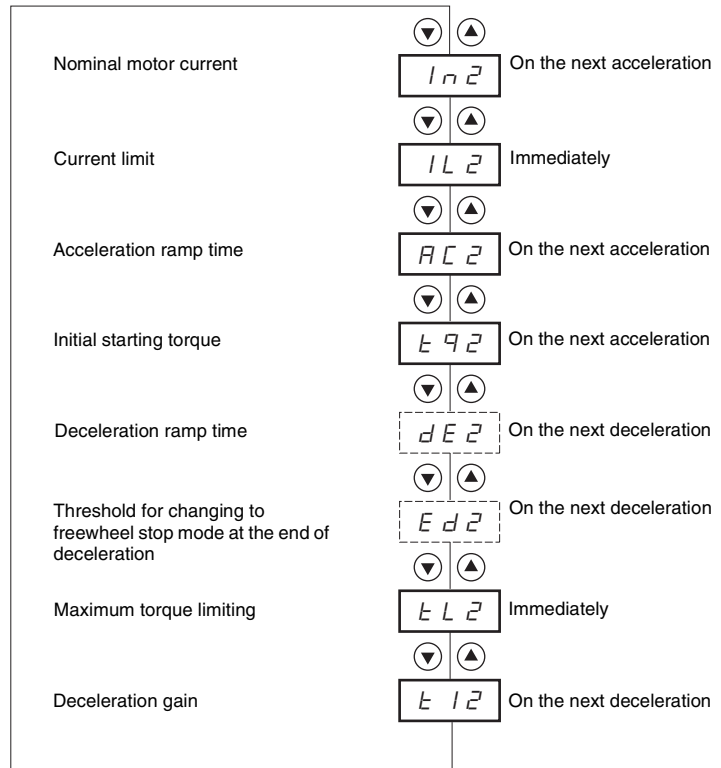 Nominal motor current
In2
On the next acceleration
Current limit
IL2
Immediately
Acceleration ramp time
AC2
On the next acceleration
Initial starting torque
tq2
On the next acceleration
Deceleration ramp time
dE2
On the next deceleration
Threshold for changing to
freewheel stop mode at the end of
deceleration
Ed2
On the next deceleration
Maximum torque limiting
tL2
Immediately
Deceleration gain
tI2
On the next deceleration